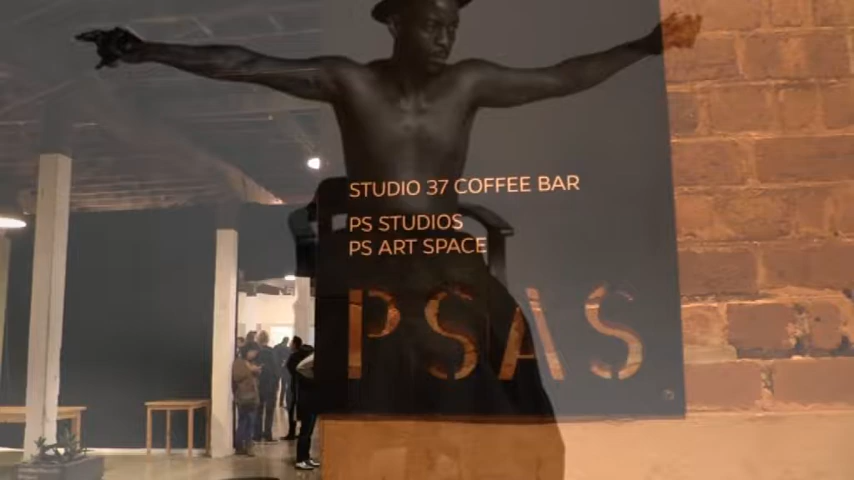 STUDIO 37 COFFEE BAR
PS STUDIOS
PS ART SPACE
PSAS